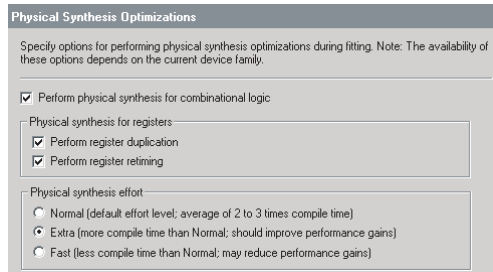 Physical Synthesis Optimizations
Specify options for performing physical synthesis optimizations during fitting. Note: The availability of
these options depends on the current device family.
Perform physical synthesis for combinational logic
Physical synthesis for registers
Perform register duplication
Perform register retiming
Physical synthesis effort
Normal (default effort level; average of 2 to 3 times compile time)
Extra (more compile time than Normal; should improve performance gains)
Fast (less compile time than Normal; may reduce performance gains)